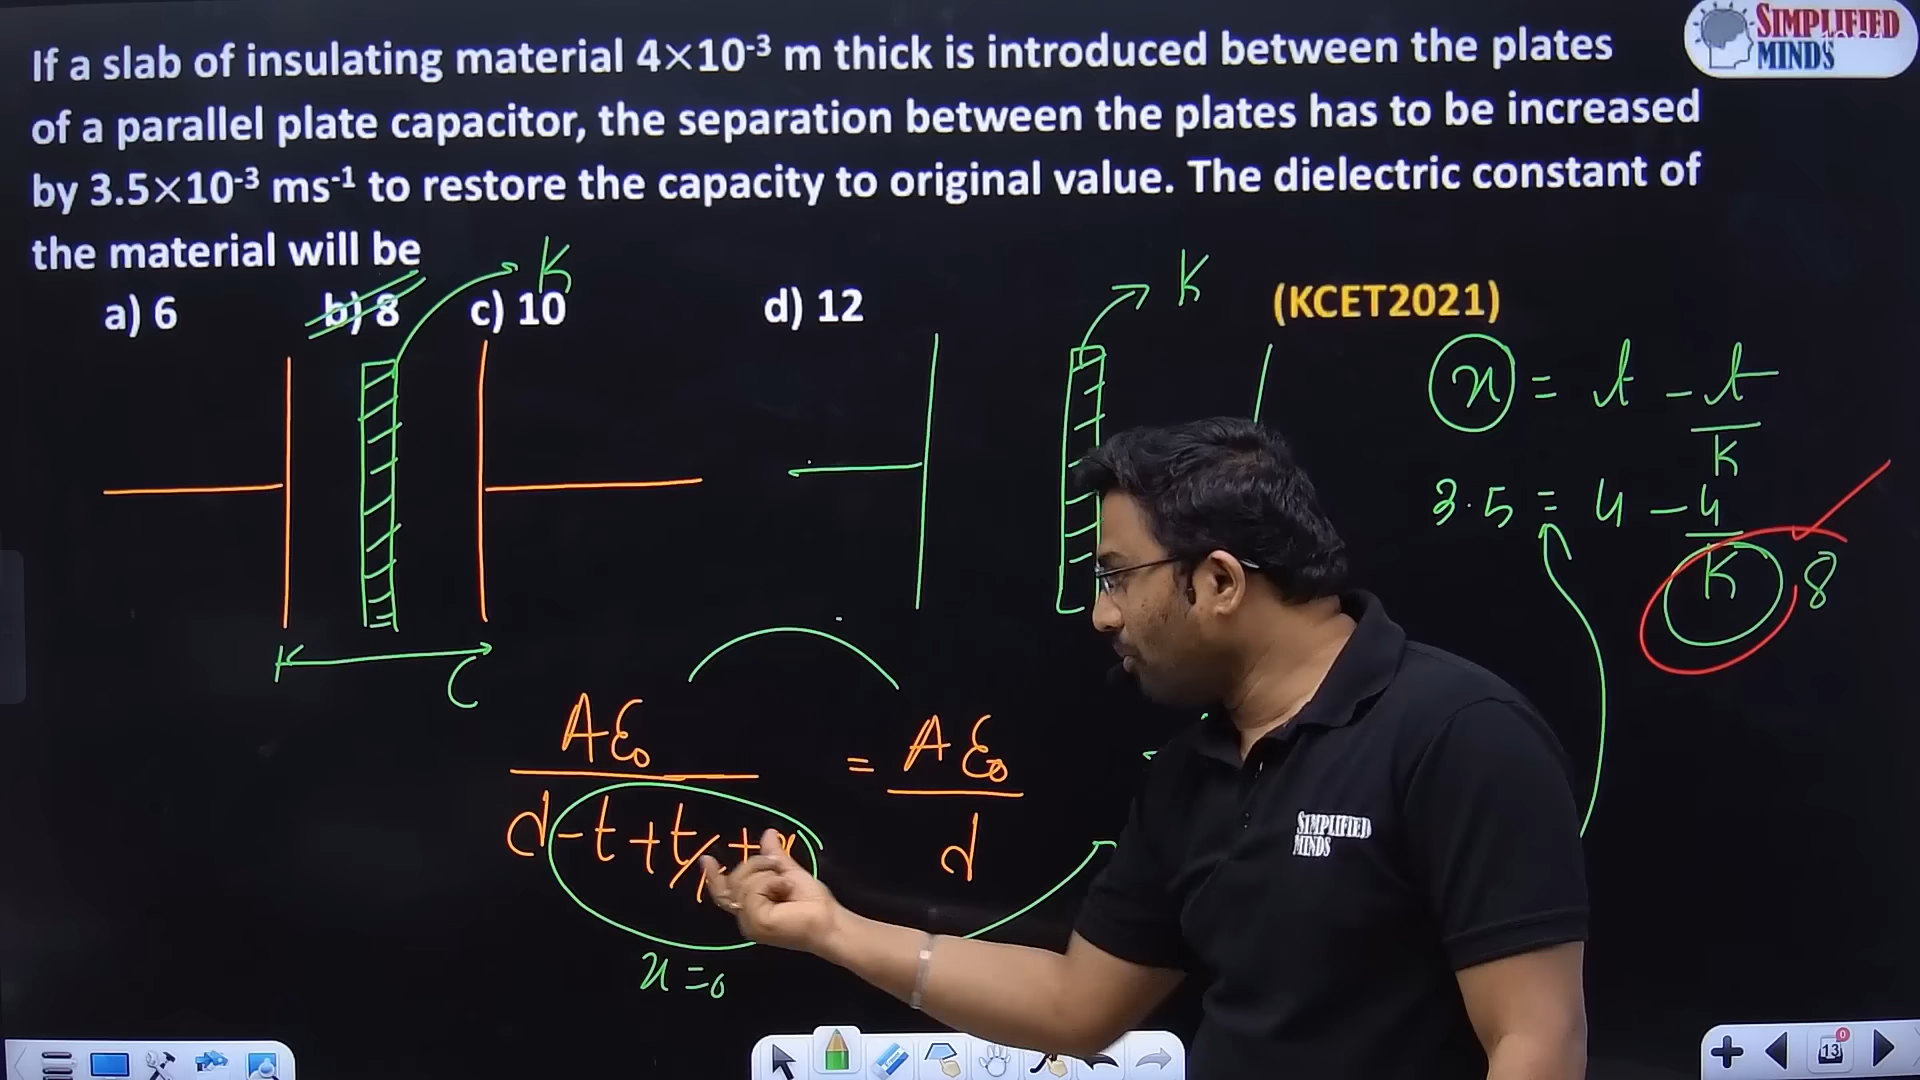 If a slab of insulating material 4×10⁻³ m thick is introduced between the plates
of a parallel plate capacitor, the separation between the plates has to be increased
by 3.5×10⁻³ ms⁻¹ to restore the capacity to original value. The dielectric constant of
the material will be
a) 6 b) 8 c) 10 d) 12 (KCET2021)
SIMPLIFIED
MINDS
K
K
x = t - t/K
3.5 = 4 - 4/K
8
C
Aε₀/(d - t + t/ + x) = Aε₀/d
x = 0
SIMPLIFIED
MINDS
13
0